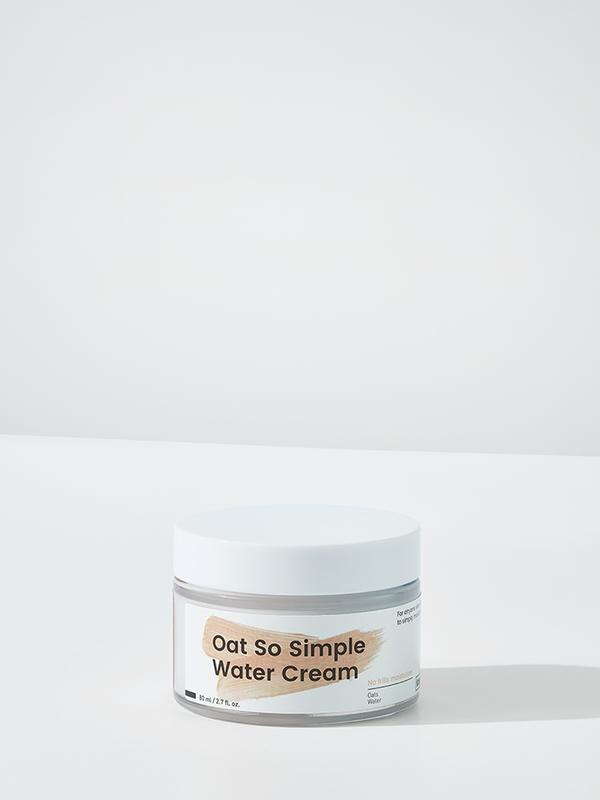 For anyone
to simply
Oat So Simple
Water Cream
No frills moisturizer
Oats
Water
80 ml / 2.7 fl. oz.